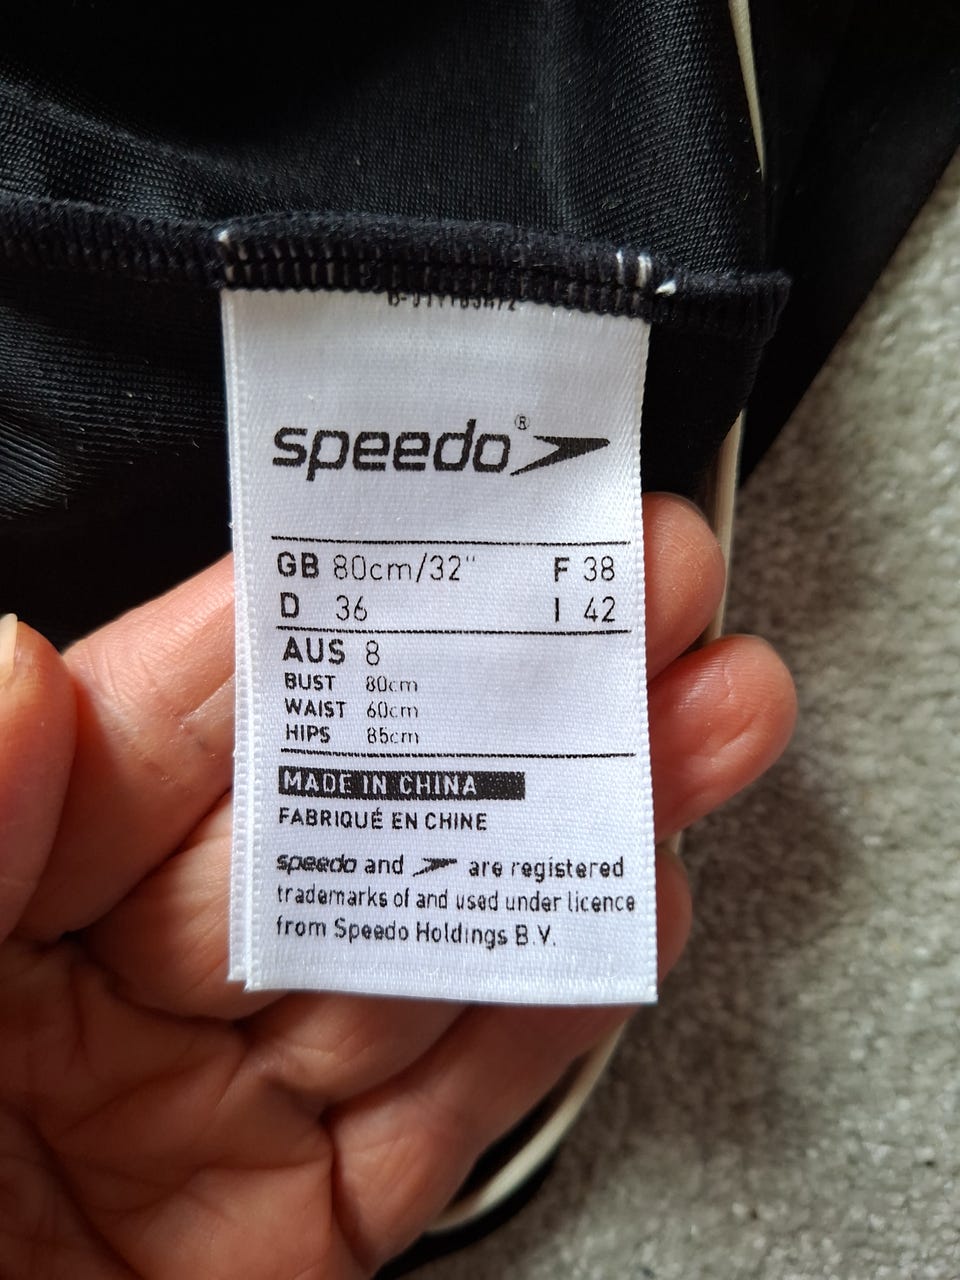 speedo®
GB 80cm/32" F 38
D 36 I 42
AUS 8
BUST 80cm
WAIST 60cm
HIPS 85cm
MADE IN CHINA
FABRIQUÉ EN CHINE
speedo and are registered
trademarks of and used under licence
from Speedo Holdings B.V.